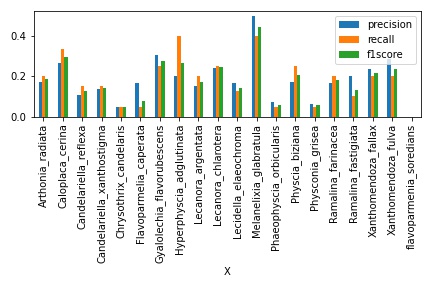 precision
recall
f1score
0.4
0.2
0.0
Arthonia_radiata
Caloplaca_cerina
Candelariella_reflexa
Candelariella_xanthostigma
Chrysothrix_candelaris
Flavoparmelia_caperata
Gyalolechia_flavorubescens
Hyperphyscia_adglutinata
Lecanora_argentata
Lecanora_chlarotera
Lecidella_elaeochroma
Melanelixia_glabratula
Phaeophyscia_orbicularis
Physcia_biziana
Physconia_grisea
Ramalina_farinacea
Ramalina_fastigiata
Xanthomendoza_fallax
Xanthomendoza_fulva
flavoparmenia_soredians
X